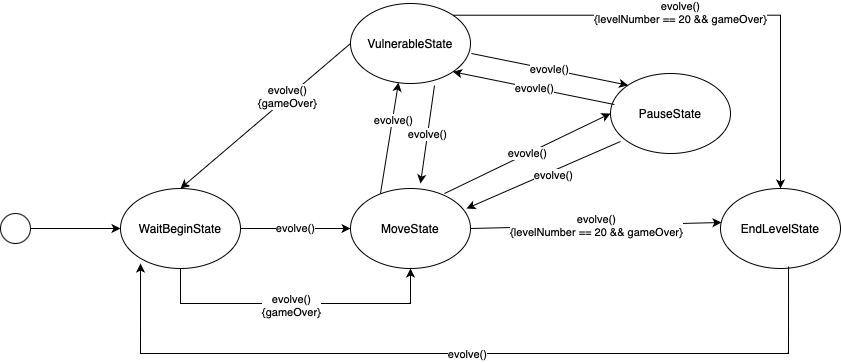 evolve()
{levelNumber == 20 && gameOver}
VulnerableState
evovle()
evovle()
evolve()
{gameOver}
PauseState
evolve()
evolve()
evovle()
evolve()
WaitBeginState
evolve()
MoveState
evolve()
{levelNumber == 20 && gameOver}
EndLevelState
evolve()
{gameOver}
evolve()